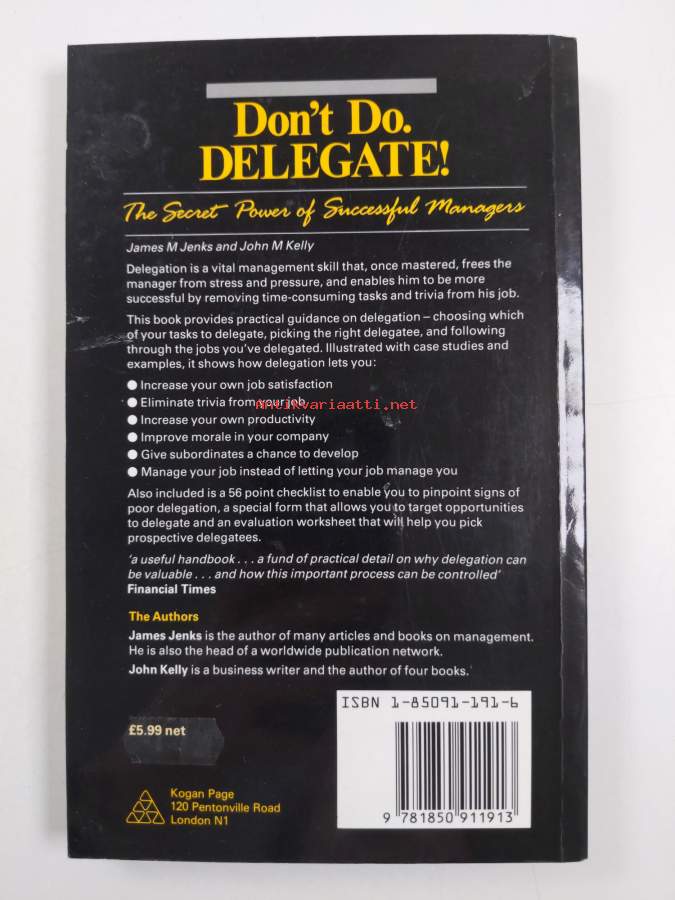 Don't Do.
DELEGATE!
The Secret Power of Successful Managers
James M Jenks and John M Kelly
Delegation is a vital management skill that, once mastered, frees the
manager from stress and pressure, and enables him to be more
successful by removing time-consuming tasks and trivia from his job.
This book provides practical guidance on delegation – choosing which
of your tasks to delegate, picking the right delegatee, and following
through the jobs you've delegated. Illustrated with case studies and
examples, it shows how delegation lets you:
● Increase your own job satisfaction
● Eliminate trivia from your job
Antikvariaatti.net
● Increase your own productivity
● Improve morale in your company
● Give subordinates a chance to develop
● Manage your job instead of letting your job manage you
Also included is a 56 point checklist to enable you to pinpoint signs of
poor delegation, a special form that allows you to target opportunities
to delegate and an evaluation worksheet that will help you pick
prospective delegatees.
'a useful handbook . . . a fund of practical detail on why delegation can
be valuable . . . and how this important process can be controlled'
Financial Times
The Authors
James Jenks is the author of many articles and books on management.
He is also the head of a worldwide publication network.
John Kelly is a business writer and the author of four books.
ISBN 1-85091-191-6
£5.99 net
Kogan Page
120 Pentonville Road
London N1
9 781850 911913